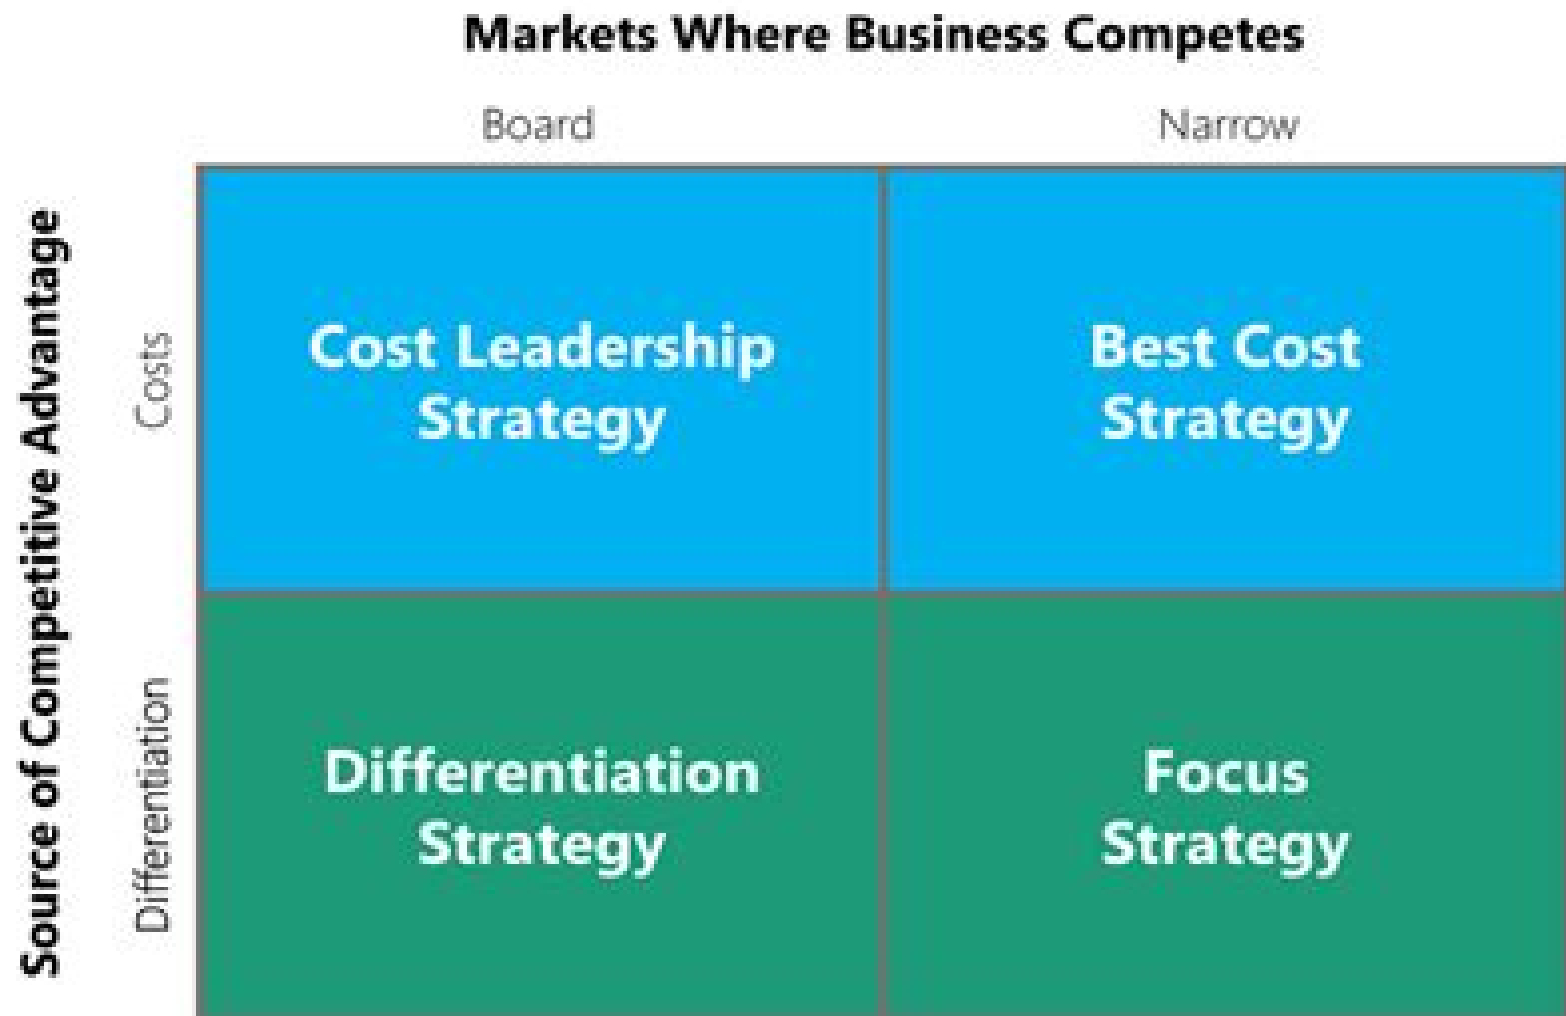 Markets Where Business Competes
Board
Narrow
Source of Competitive Advantage
Costs
Cost Leadership
Strategy
Best Cost
Strategy
Differentiation
Differentiation
Strategy
Focus
Strategy